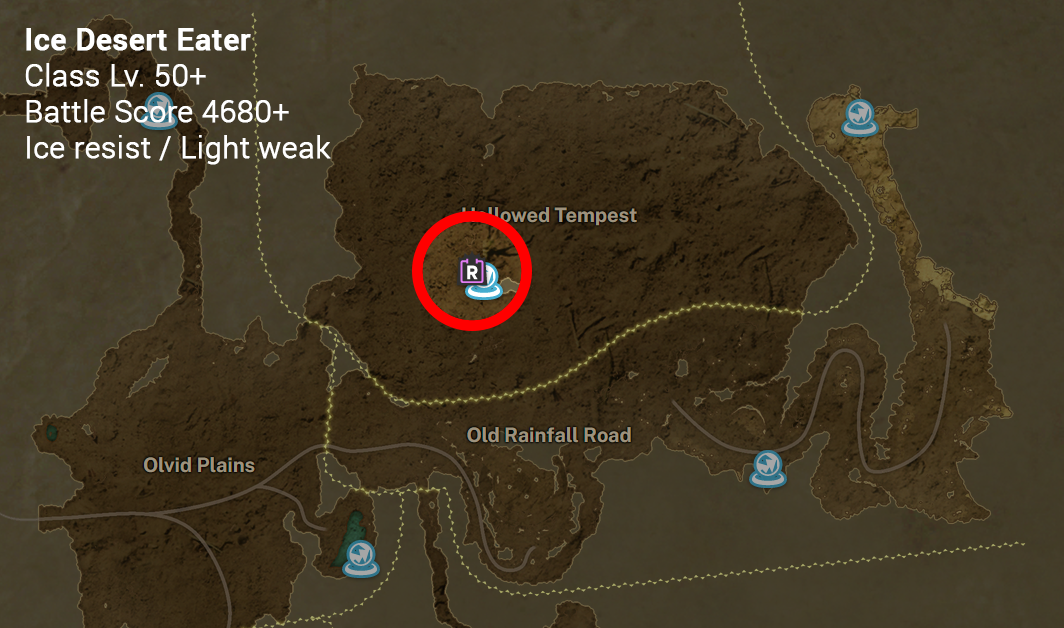 Ice Desert Eater
Class Lv. 50+
Battle Score 4680+
Ice resist / Light weak
Hallowed Tempest
R
Old Rainfall Road
Olvid Plains